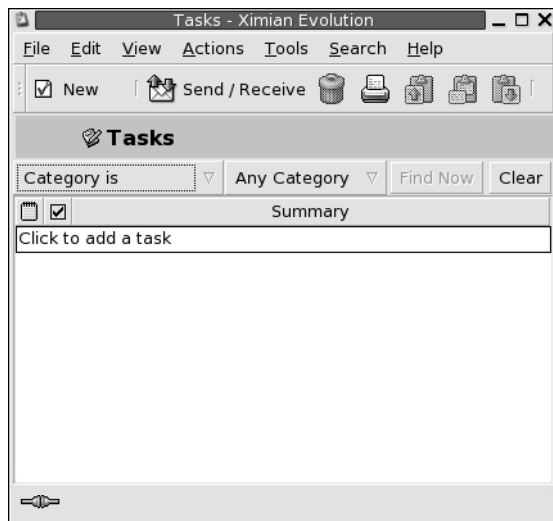 Tasks - Ximian Evolution
File Edit View Actions Tools Search Help
New Send / Receive
Tasks
Category is Any Category Find Now Clear
Summary
Click to add a task